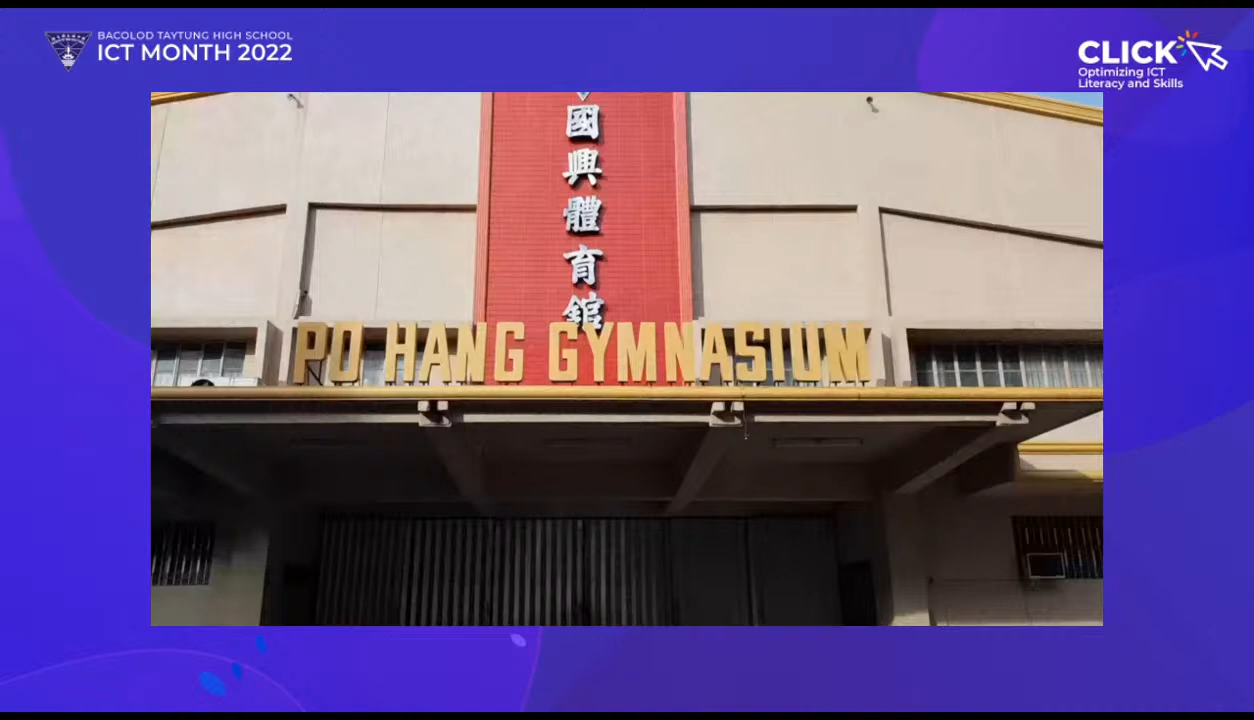 BACOLOD TAYTUNG HIGH SCHOOL
ICT MONTH 2022
CLICK
Optimizing ICT
Literacy and Skills
國興體育館
PO HANG GYMNASIUM